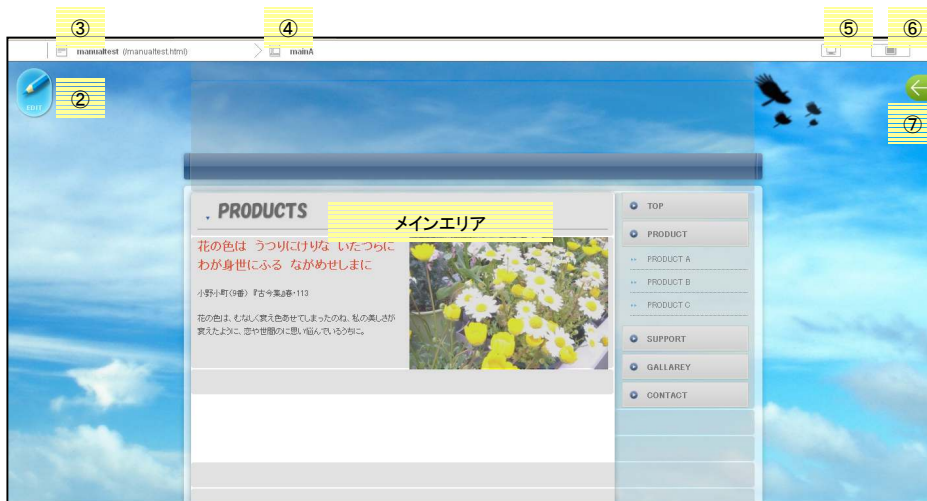 ③
④
⑤
⑥
manualtest (/manualtest.html)
mainA
EDIT
②
⑦
PRODUCTS
メインエリア
花の色は うつりにけりな いたづらに
わが身世にふる ながめせしまに
小野小町(9番) 『古今集』春・113
花の色は、むなしく衰え色あせてしまったのね、私の美しさが
衰えたように、恋や世間のに思い悩んでいるうちに。
TOP
PRODUCT
PRODUCT A
PRODUCT B
PRODUCT C
SUPPORT
GALLAREY
CONTACT